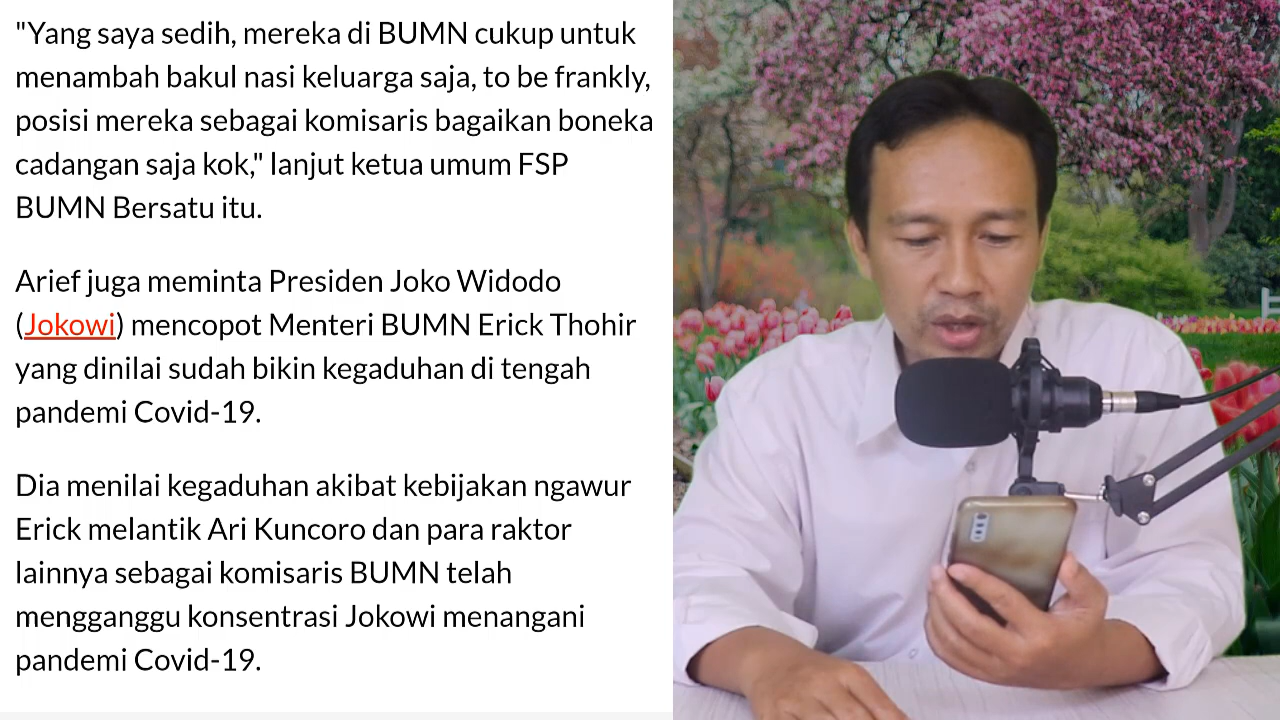 "Yang saya sedih, mereka di BUMN cukup untuk
menambah bakul nasi keluarga saja, to be frankly,
posisi mereka sebagai komisaris bagaikan boneka
cadangan saja kok," lanjut ketua umum FSP
BUMN Bersatu itu.
Arief juga meminta Presiden Joko Widodo
(Jokowi) mencopot Menteri BUMN Erick Thohir
yang dinilai sudah bikin kegaduhan di tengah
pandemi Covid-19.
Dia menilai kegaduhan akibat kebijakan ngawur
Erick melantik Ari Kuncoro dan para raktor
lainnya sebagai komisaris BUMN telah
mengganggu konsentrasi Jokowi menangani
pandemi Covid-19.